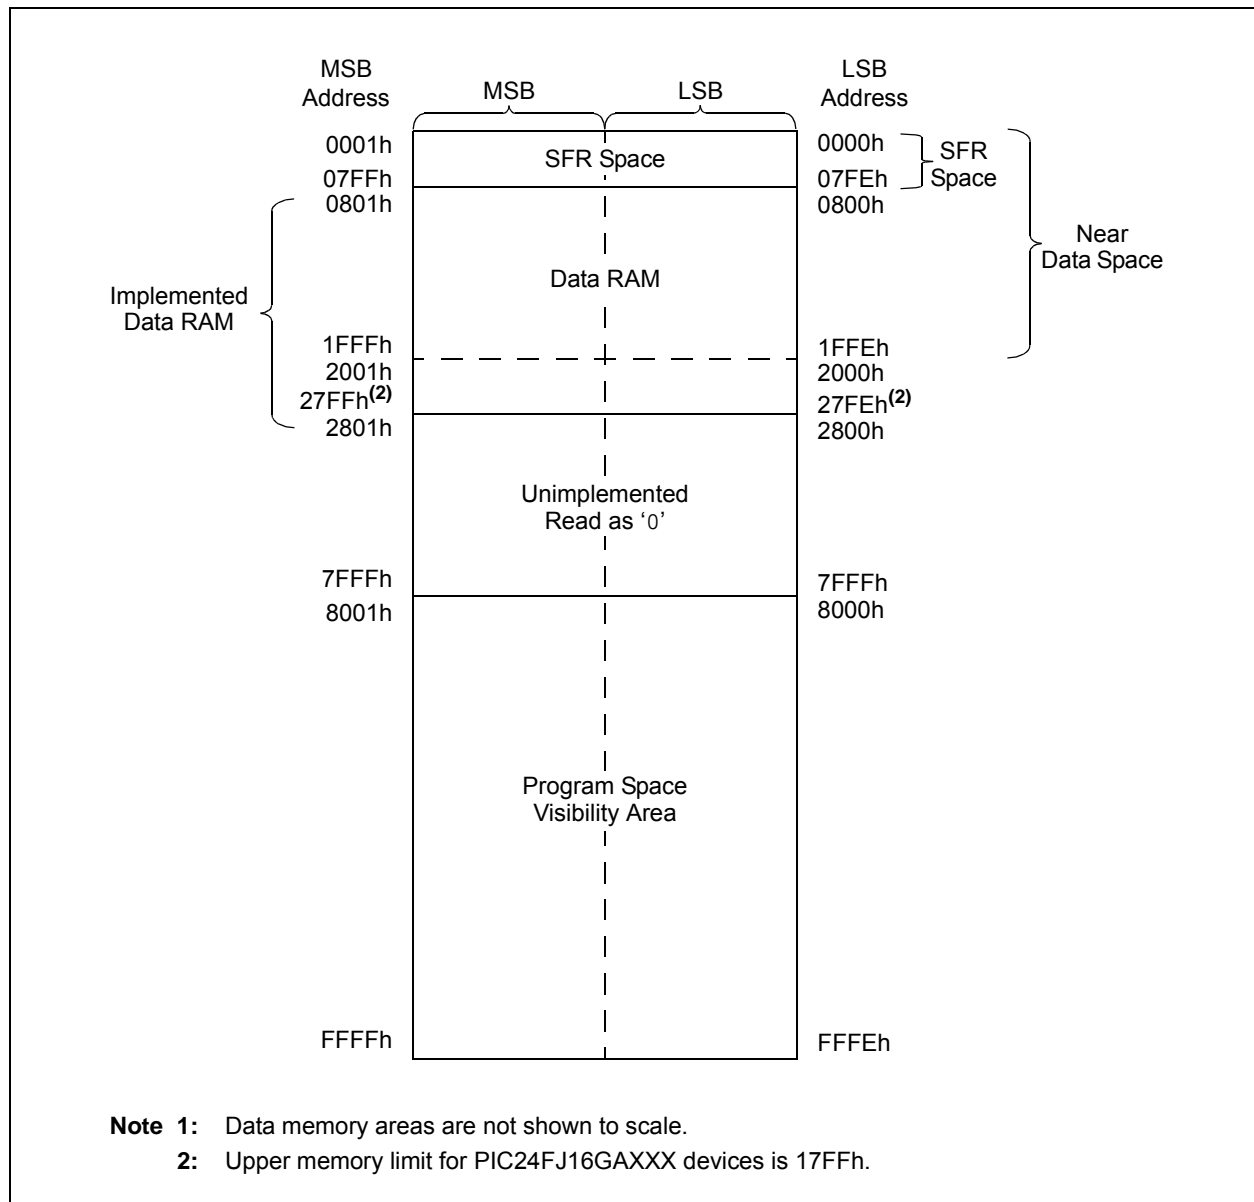 MSB
Address
MSB
LSB
LSB
Address
0001h
SFR Space
0000h
SFR
Space
07FFh
07FEh
0801h
0800h
Near
Data Space
Data RAM
Implemented
Data RAM
1FFFh
1FFEh
2001h
2000h
27FFh(2)
27FEh(2)
2801h
2800h
Unimplemented
Read as ‘0’
7FFFh
7FFFh
8001h
8000h
Program Space
Visibility Area
FFFFh
FFFEh
Note 1: Data memory areas are not shown to scale.
2: Upper memory limit for PIC24FJ16GAXXX devices is 17FFh.